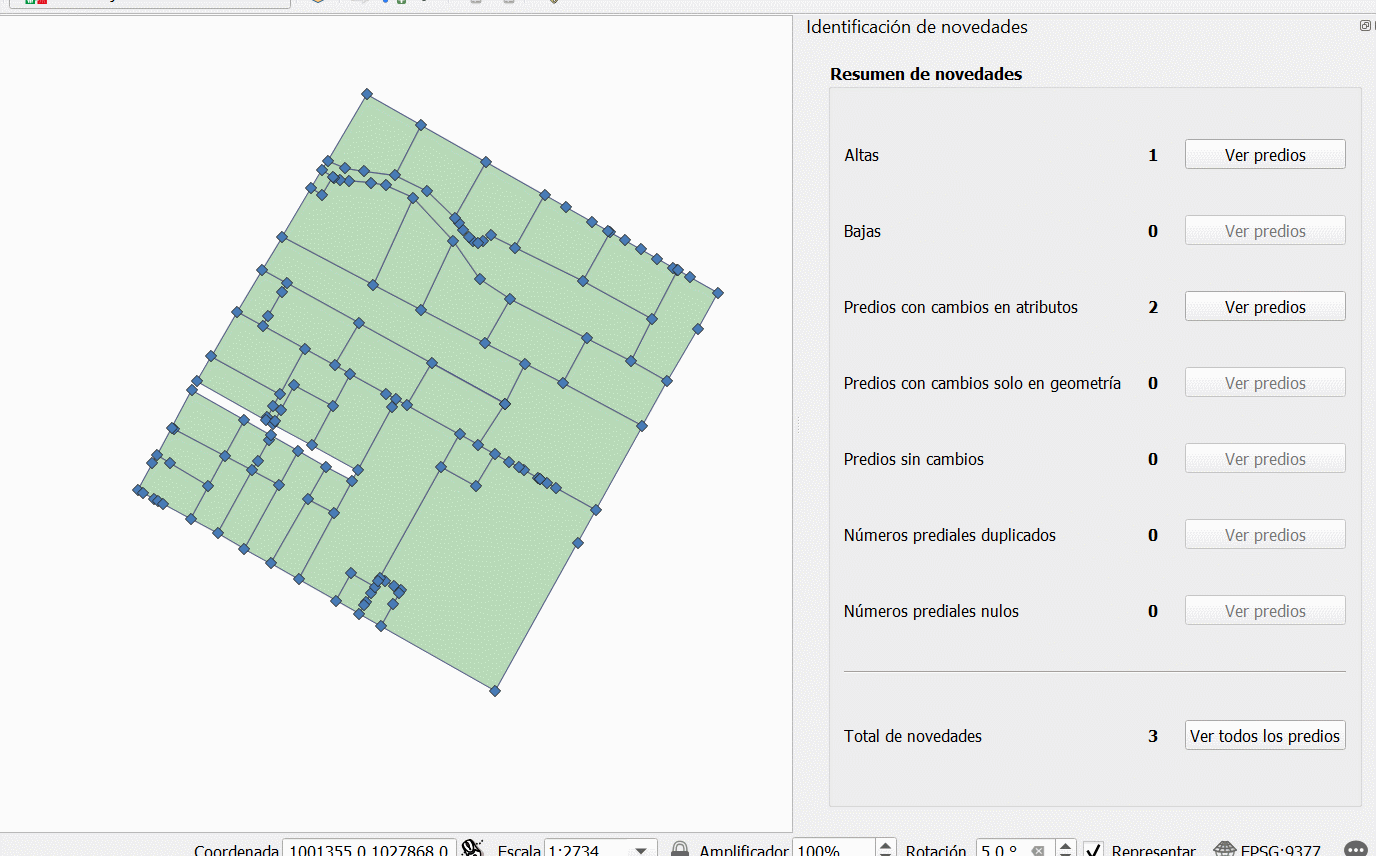 Identificación de novedades
Resumen de novedades
Altas 1 Ver predios
Bajas 0 Ver predios
Predios con cambios en atributos 2 Ver predios
Predios con cambios solo en geometría 0 Ver predios
Predios sin cambios 0 Ver predios
Números prediales duplicados 0 Ver predios
Números prediales nulos 0 Ver predios
Total de novedades 3 Ver todos los predios
Coordenada 1001355.0,1027868.0 Escala 1:2734 Amplificador 100% Rotación 5,0 ° Representar EPSG:9377